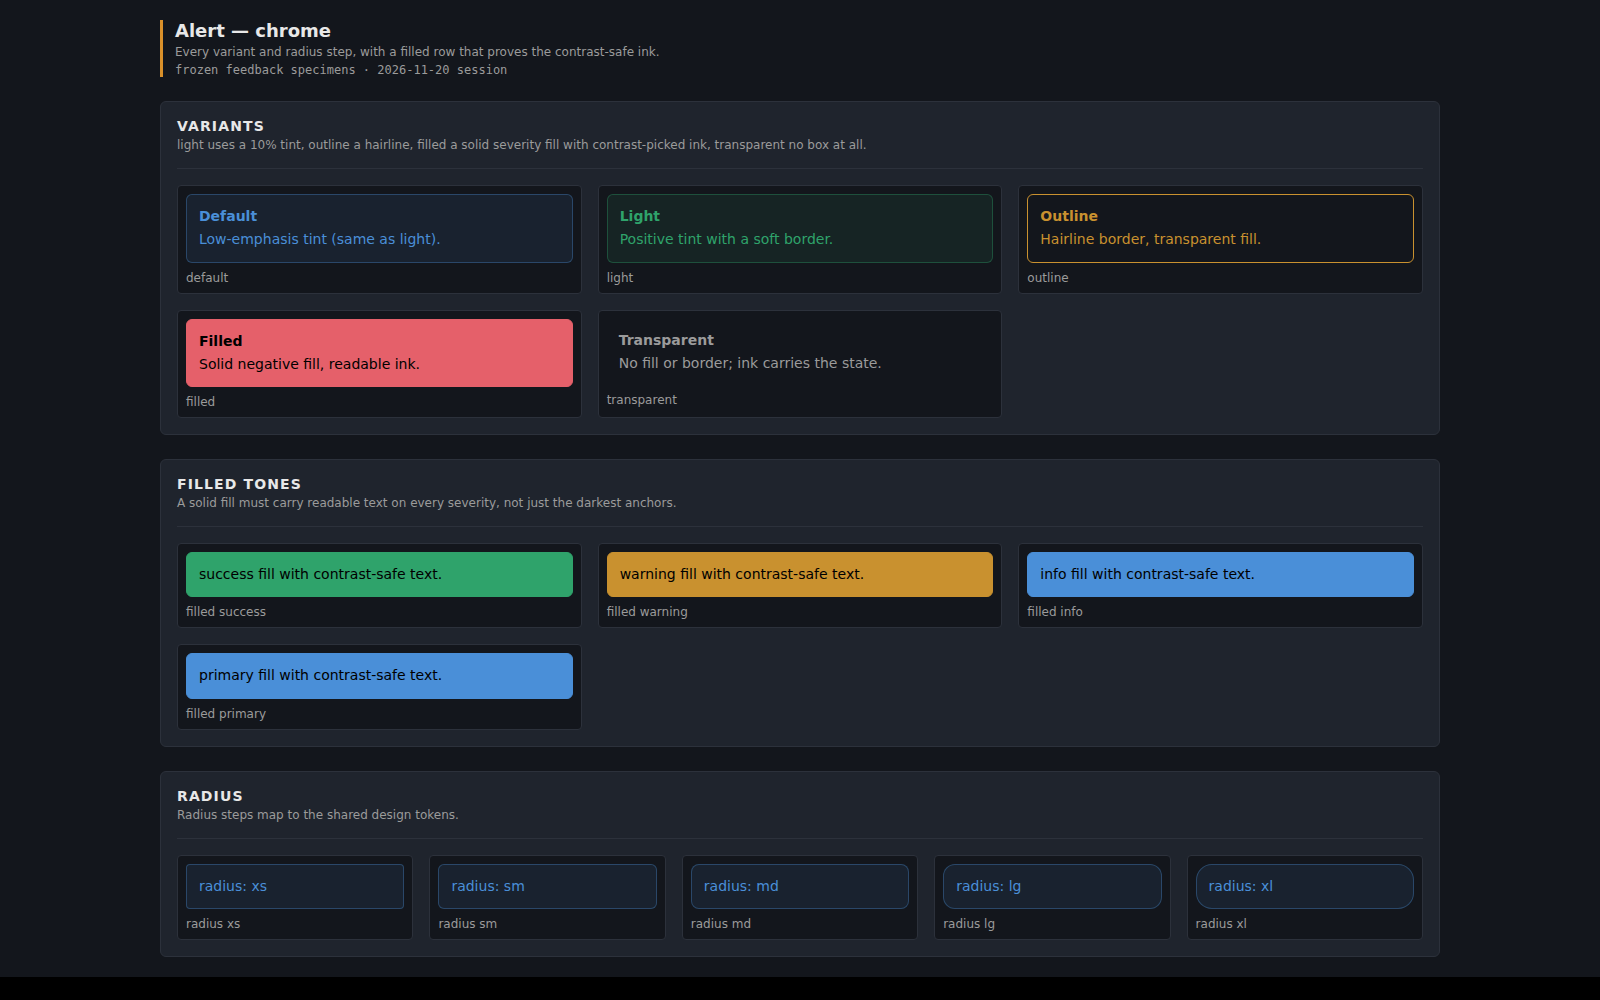 Alert — chrome
Every variant and radius step, with a filled row that proves the contrast-safe ink.
frozen feedback specimens · 2026-11-20 session
VARIANTS
light uses a 10% tint, outline a hairline, filled a solid severity fill with contrast-picked ink, transparent no box at all.
Default
Low-emphasis tint (same as light).
default
Light
Positive tint with a soft border.
light
Outline
Hairline border, transparent fill.
outline
Filled
Solid negative fill, readable ink.
filled
Transparent
No fill or border; ink carries the state.
transparent
FILLED TONES
A solid fill must carry readable text on every severity, not just the darkest anchors.
success fill with contrast-safe text.
filled success
warning fill with contrast-safe text.
filled warning
info fill with contrast-safe text.
filled info
primary fill with contrast-safe text.
filled primary
RADIUS
Radius steps map to the shared design tokens.
radius: xs
radius xs
radius: sm
radius sm
radius: md
radius md
radius: lg
radius lg
radius: xl
radius xl